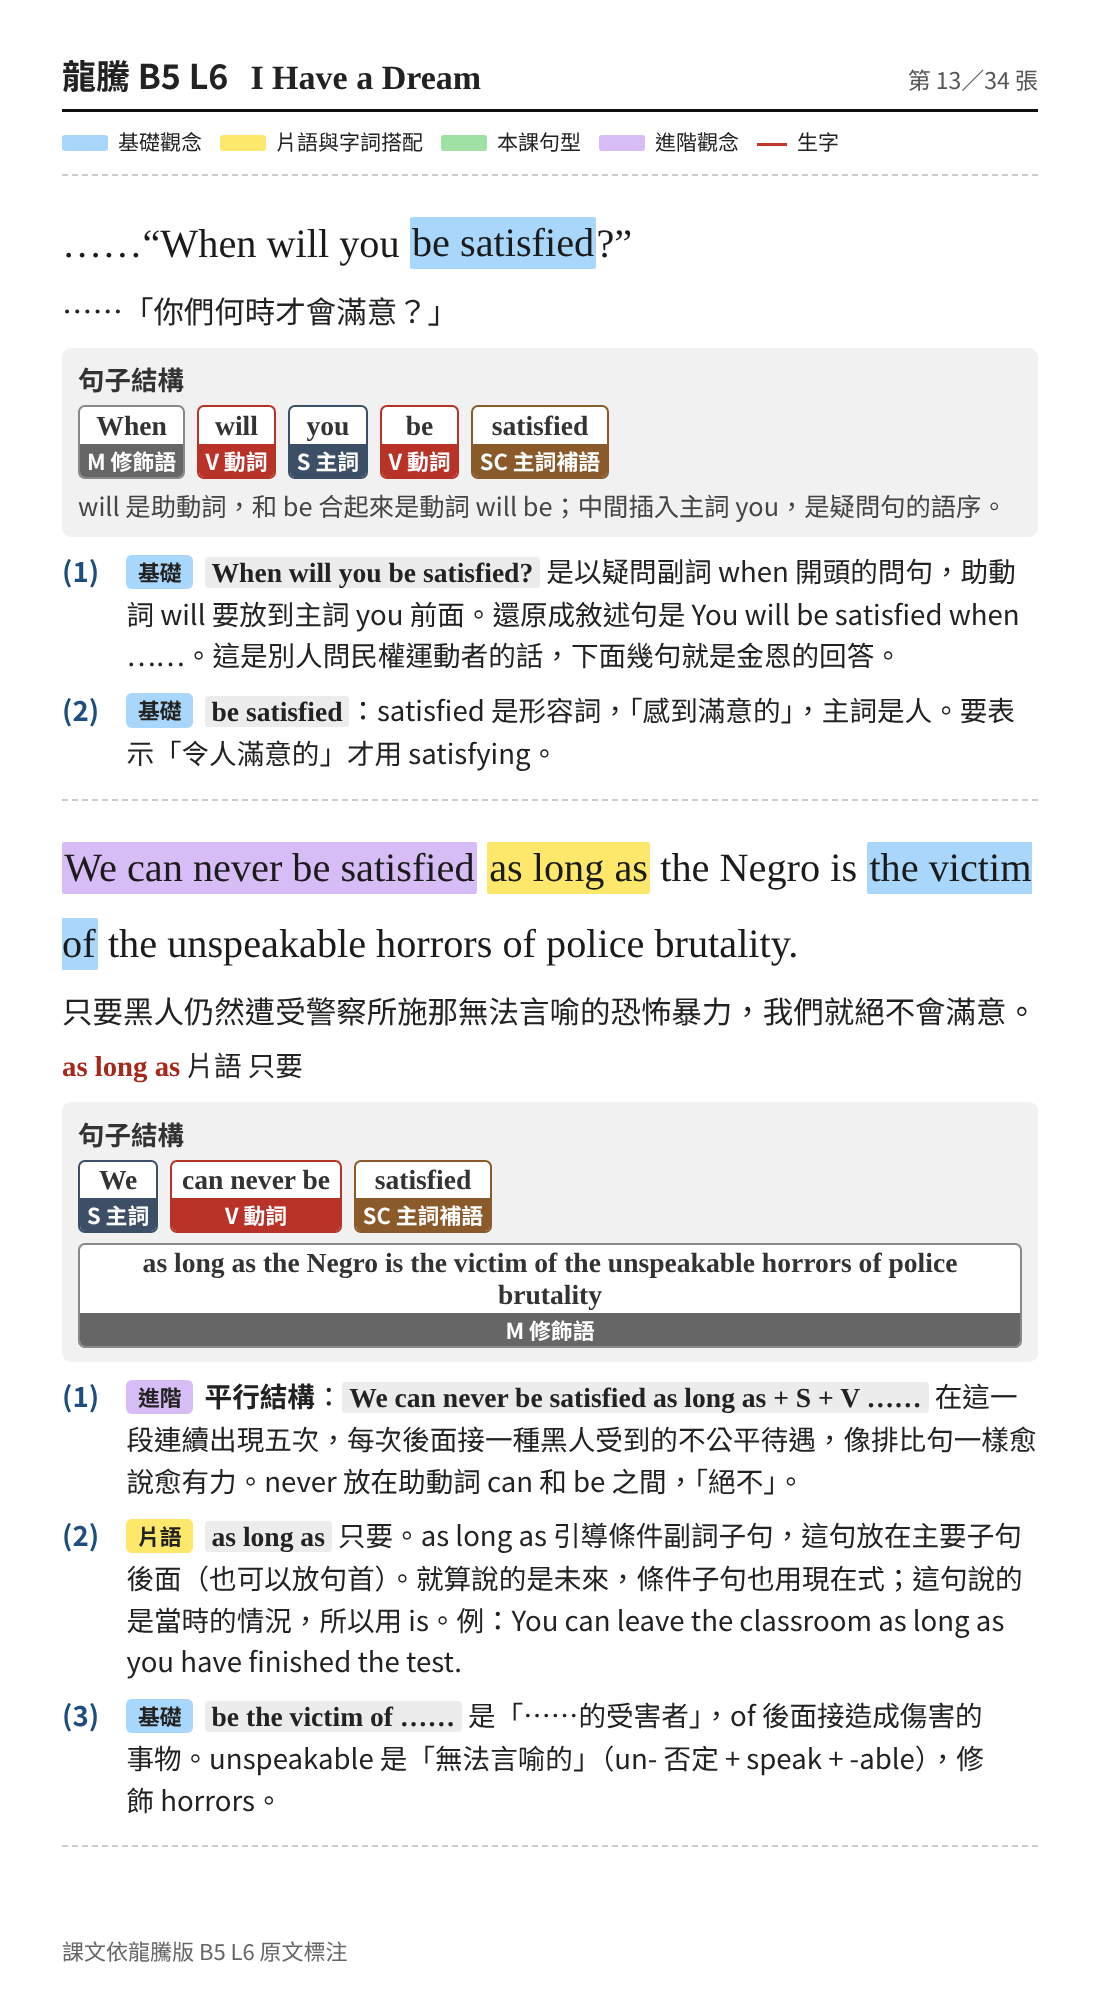 龍騰 B5 L6 I Have a Dream
第 13／34 張
基礎觀念 片語與字詞搭配 本課句型 進階觀念 生字
……“When will you be satisfied?”
……「你們何時才會滿意？」
句子結構
When will you be satisfied
M 修飾語 V 動詞 S 主詞 V 動詞 SC 主詞補語
will 是助動詞，和 be 合起來是動詞 will be；中間插入主詞 you，是疑問句的語序。
(1) 基礎 When will you be satisfied? 是以疑問副詞 when 開頭的問句，助動
詞 will 要放到主詞 you 前面。還原成敘述句是 You will be satisfied when
……。這是別人問民權運動者的話，下面幾句就是金恩的回答。
(2) 基礎 be satisfied：satisfied 是形容詞，「感到滿意的」，主詞是人。要表
示「令人滿意的」才用 satisfying。
We can never be satisfied as long as the Negro is the victim
of the unspeakable horrors of police brutality.
只要黑人仍然遭受警察所施那無法言喻的恐怖暴力，我們就絕不會滿意。
as long as 片語 只要
句子結構
We can never be satisfied
S 主詞 V 動詞 SC 主詞補語
as long as the Negro is the victim of the unspeakable horrors of police
brutality
M 修飾語
(1) 進階 平行結構：We can never be satisfied as long as + S + V …… 在這一
段連續出現五次，每次後面接一種黑人受到的不公平待遇，像排比句一樣愈
說愈有力。never 放在助動詞 can 和 be 之間，「絕不」。
(2) 片語 as long as 只要。as long as 引導條件副詞子句，這句放在主要子句
後面（也可以放句首）。就算說的是未來，條件子句也用現在式；這句說的
是當時的情況，所以用 is。例：You can leave the classroom as long as
you have finished the test.
(3) 基礎 be the victim of …… 是「……的受害者」，of 後面接造成傷害的
事物。unspeakable 是「無法言喻的」（un- 否定 + speak + -able），修
飾 horrors。
課文依龍騰版 B5 L6 原文標注